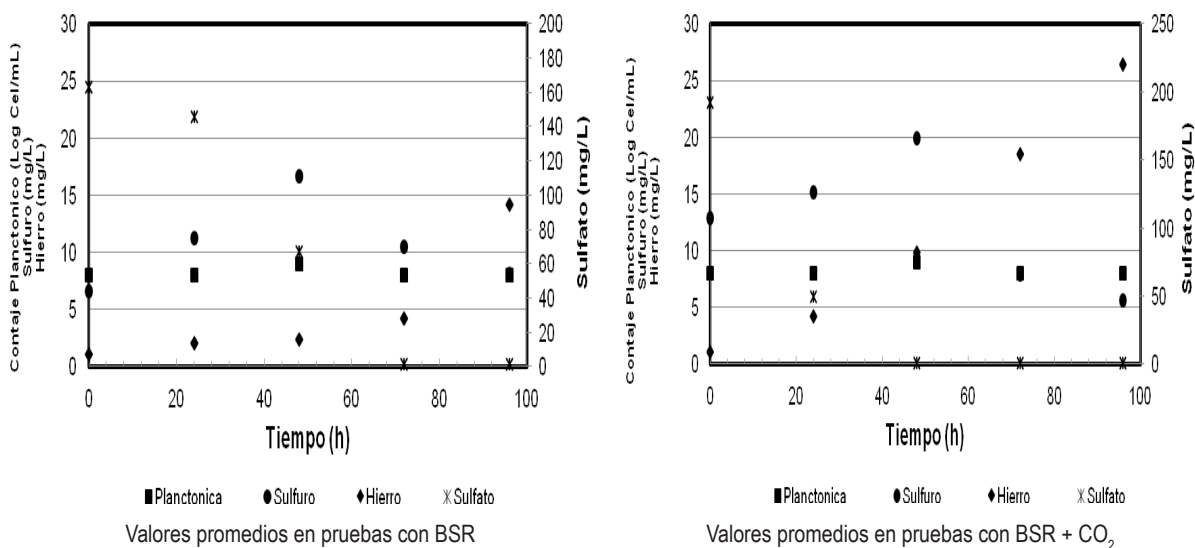 30
25
20
15
10
5
0
200
180
160
140
120
100
80
60
40
20
0
Contaje Planctonico (Log Cel/mL)
Sulfuro (mg/L)
Hierro (mg/L)
Sulfato (mg/L)
0 20 40 60 80 100
Tiempo (h)
Planctonica Sulfuro Hierro Sulfato
Valores promedios en pruebas con BSR
30
25
20
15
10
5
0
250
200
150
100
50
0
Contaje Planctonico (Log Cel/mL)
Sulfuro (mg/L)
Hierro (mg/L)
Sulfato (mg/L)
0 20 40 60 80 100
Tiempo (h)
Planctonica Sulfuro Hierro Sulfato
Valores promedios en pruebas con BSR + CO₂